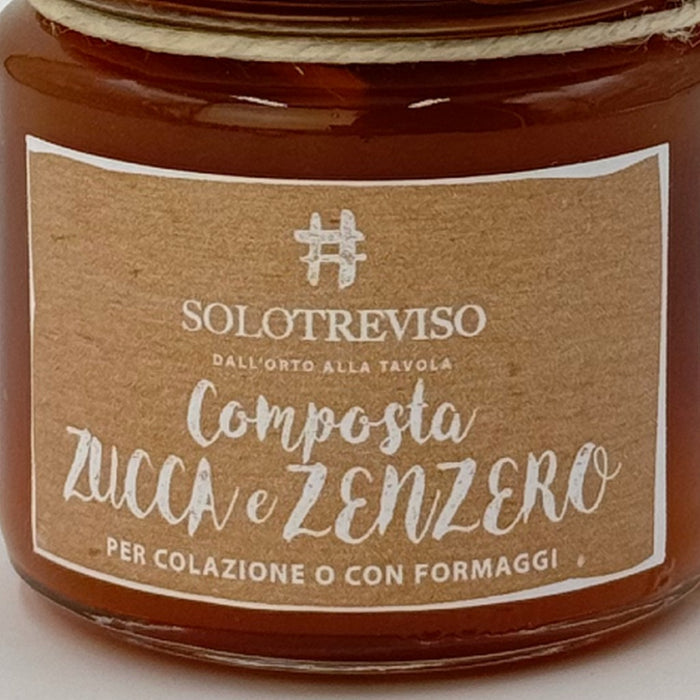 #
SOLOTREVISO
DALL'ORTO ALLA TAVOLA
Composta
ZUCCA e ZENZERO
PER COLAZIONE O CON FORMAGGI